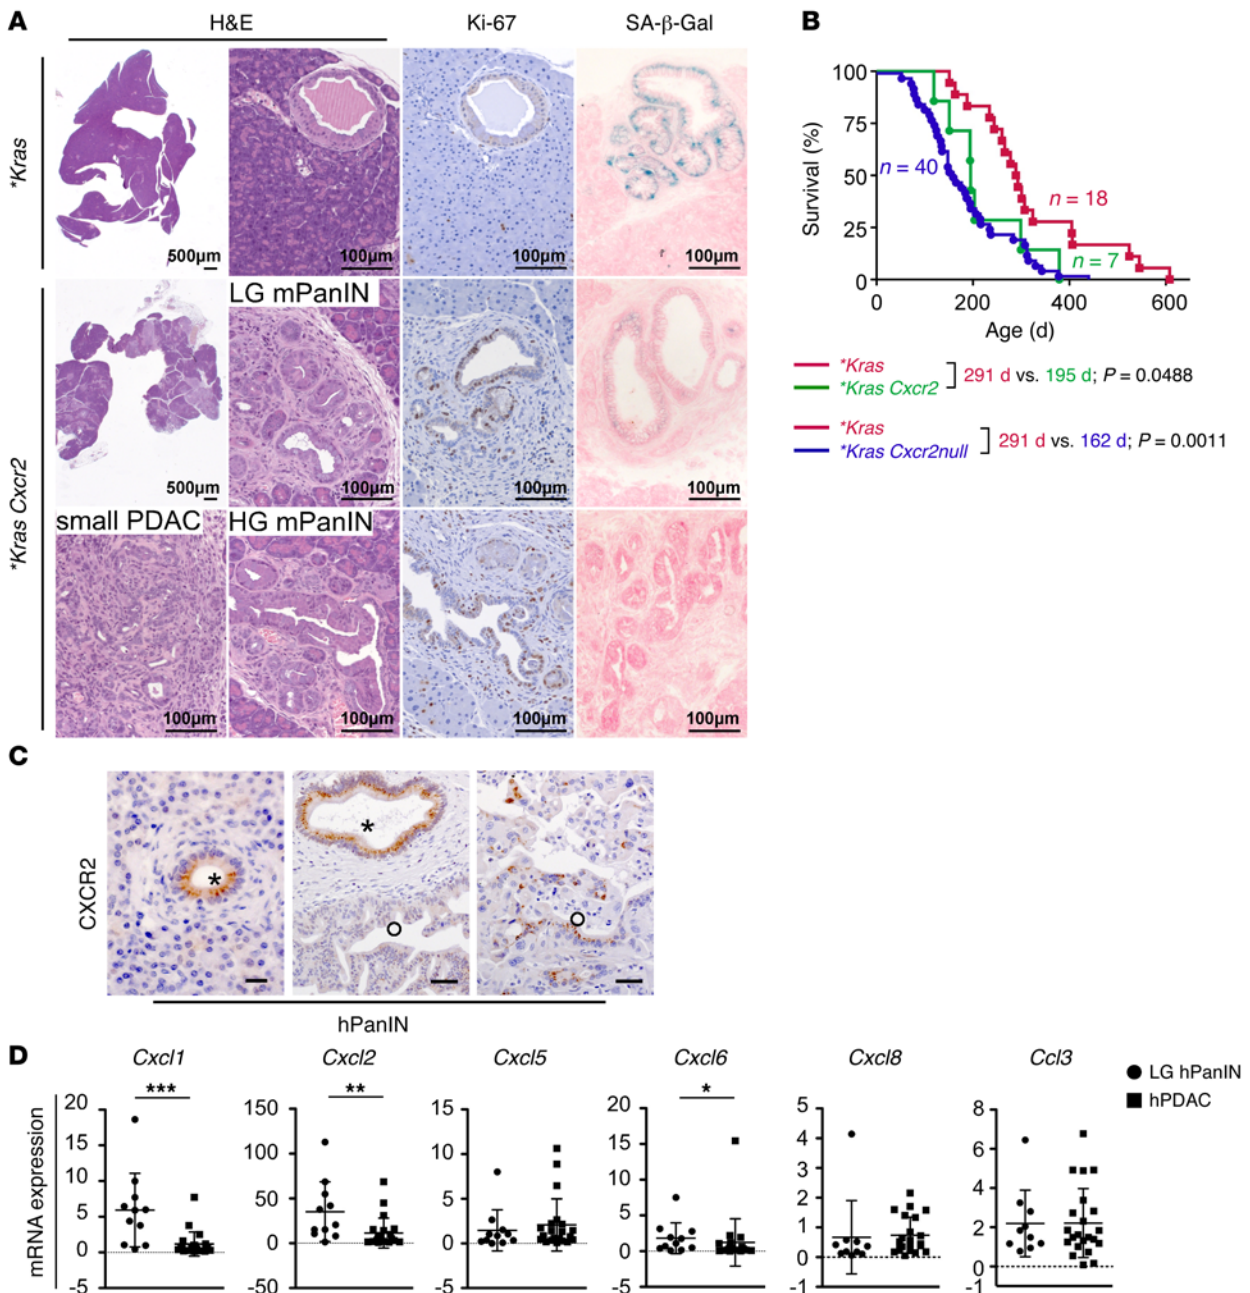 A
H&E
Ki-67
SA-β-Gal
*Kras
500µm
100µm
100µm
100µm
*Kras Cxcr2
LG mPanIN
500µm
100µm
100µm
100µm
small PDAC
HG mPanIN
100µm
100µm
100µm
100µm
B
Survival (%)
100
75
50
25
0
n = 40
n = 18
n = 7
0 200 400 600
Age (d)
*Kras
*Kras Cxcr2
291 d vs. 195 d; P = 0.0488
*Kras
*Kras Cxcr2null
291 d vs. 162 d; P = 0.0011
C
CXCR2
*
*
hPanIN
D
mRNA expression
Cxcl1
***
20
15
10
5
0
-5
Cxcl2
**
150
100
50
0
-50
Cxcl5
20
15
10
5
0
-5
Cxcl6
*
20
15
10
5
0
-5
Cxcl8
5
4
3
2
1
0
-1
Ccl3
8
6
4
2
0
-1
LG hPanIN
hPDAC